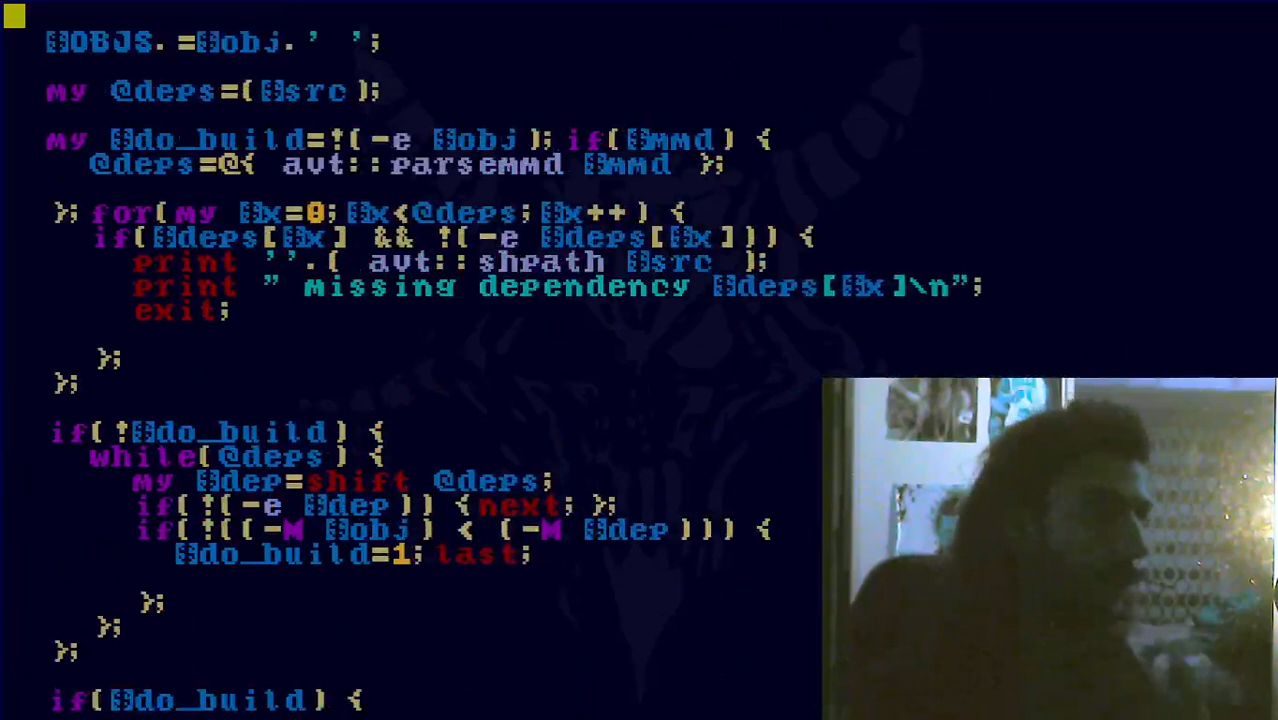 $OBJS.=$obj.' ';
my @deps=($src);
my $do_build=!(-e $obj); if($mmd) {
@deps=@{ avt::parsemmd $mmd };
}; for(my $x=0;$x<@deps;$x++) {
if($deps[$x] && !(-e $deps[$x])) {
print ''.( avt::shpath $src );
print " missing dependency $deps[$x]\n";
exit;
};
};
if(!$do_build) {
while(@deps) {
my $dep=shift @deps;
if(!(-e $dep)) {next; };
if(!((-M $obj) < (-M $dep))) {
$do_build=1; last;
};
};
};
if($do_build) {